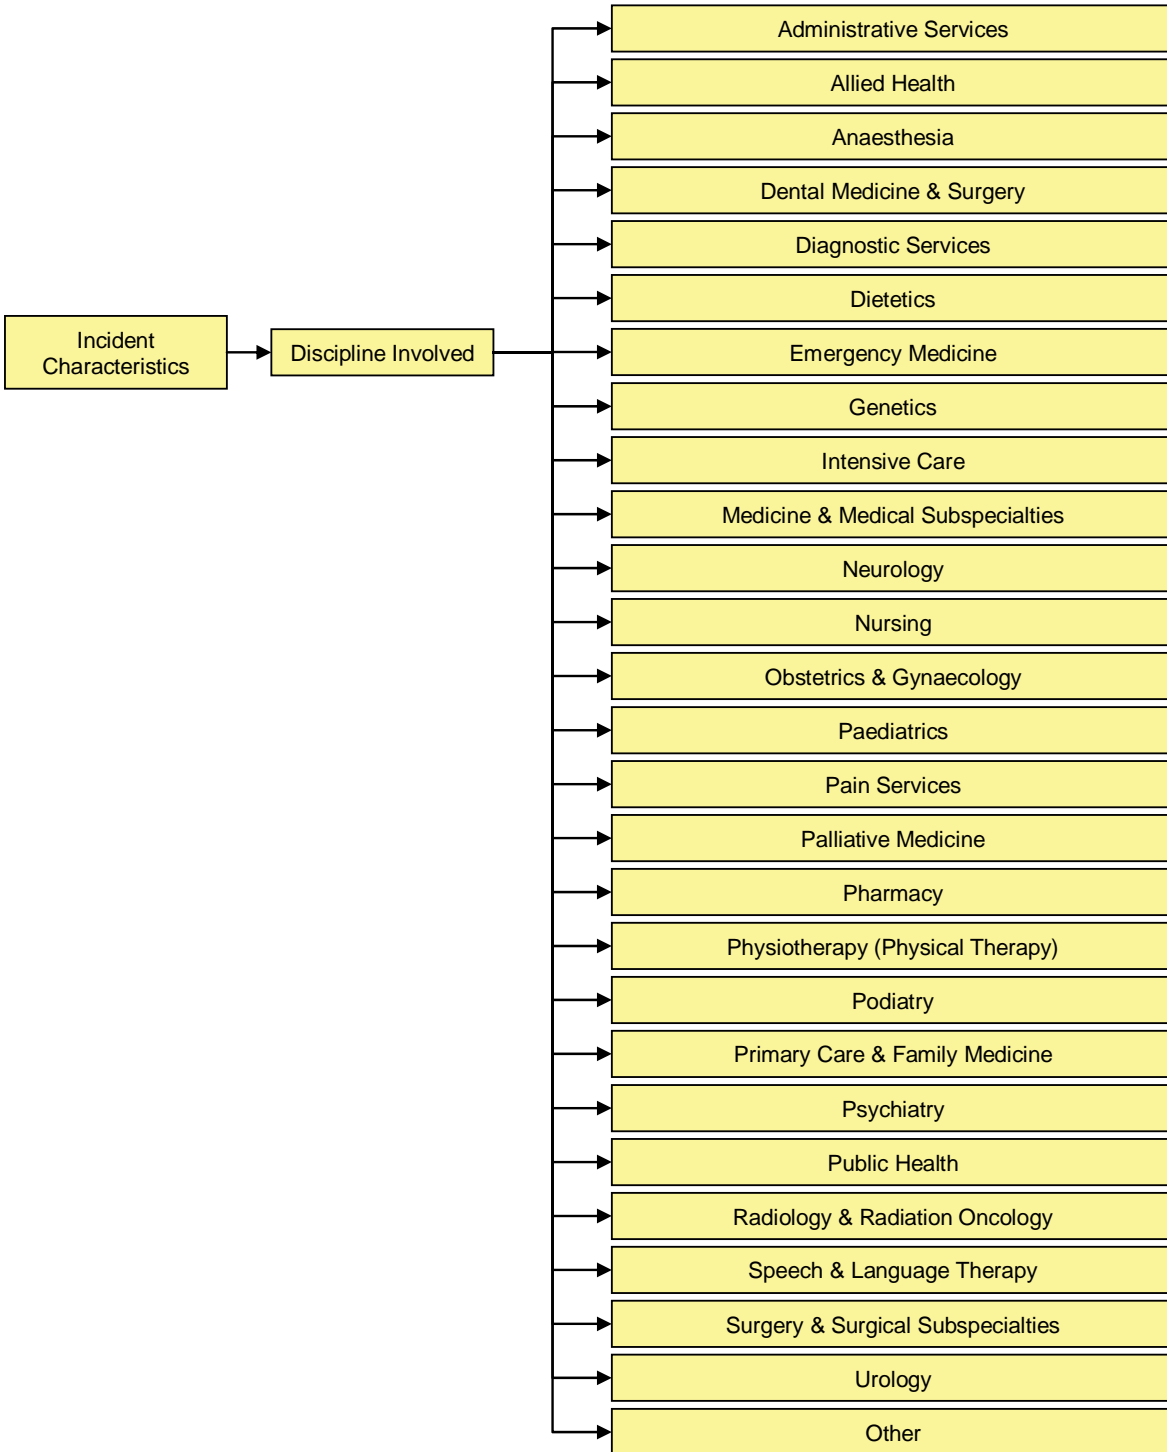 Administrative Services
Allied Health
Anaesthesia
Dental Medicine & Surgery
Diagnostic Services
Dietetics
Incident
Characteristics
Discipline Involved
Emergency Medicine
Genetics
Intensive Care
Medicine & Medical Subspecialties
Neurology
Nursing
Obstetrics & Gynaecology
Paediatrics
Pain Services
Palliative Medicine
Pharmacy
Physiotherapy (Physical Therapy)
Podiatry
Primary Care & Family Medicine
Psychiatry
Public Health
Radiology & Radiation Oncology
Speech & Language Therapy
Surgery & Surgical Subspecialties
Urology
Other